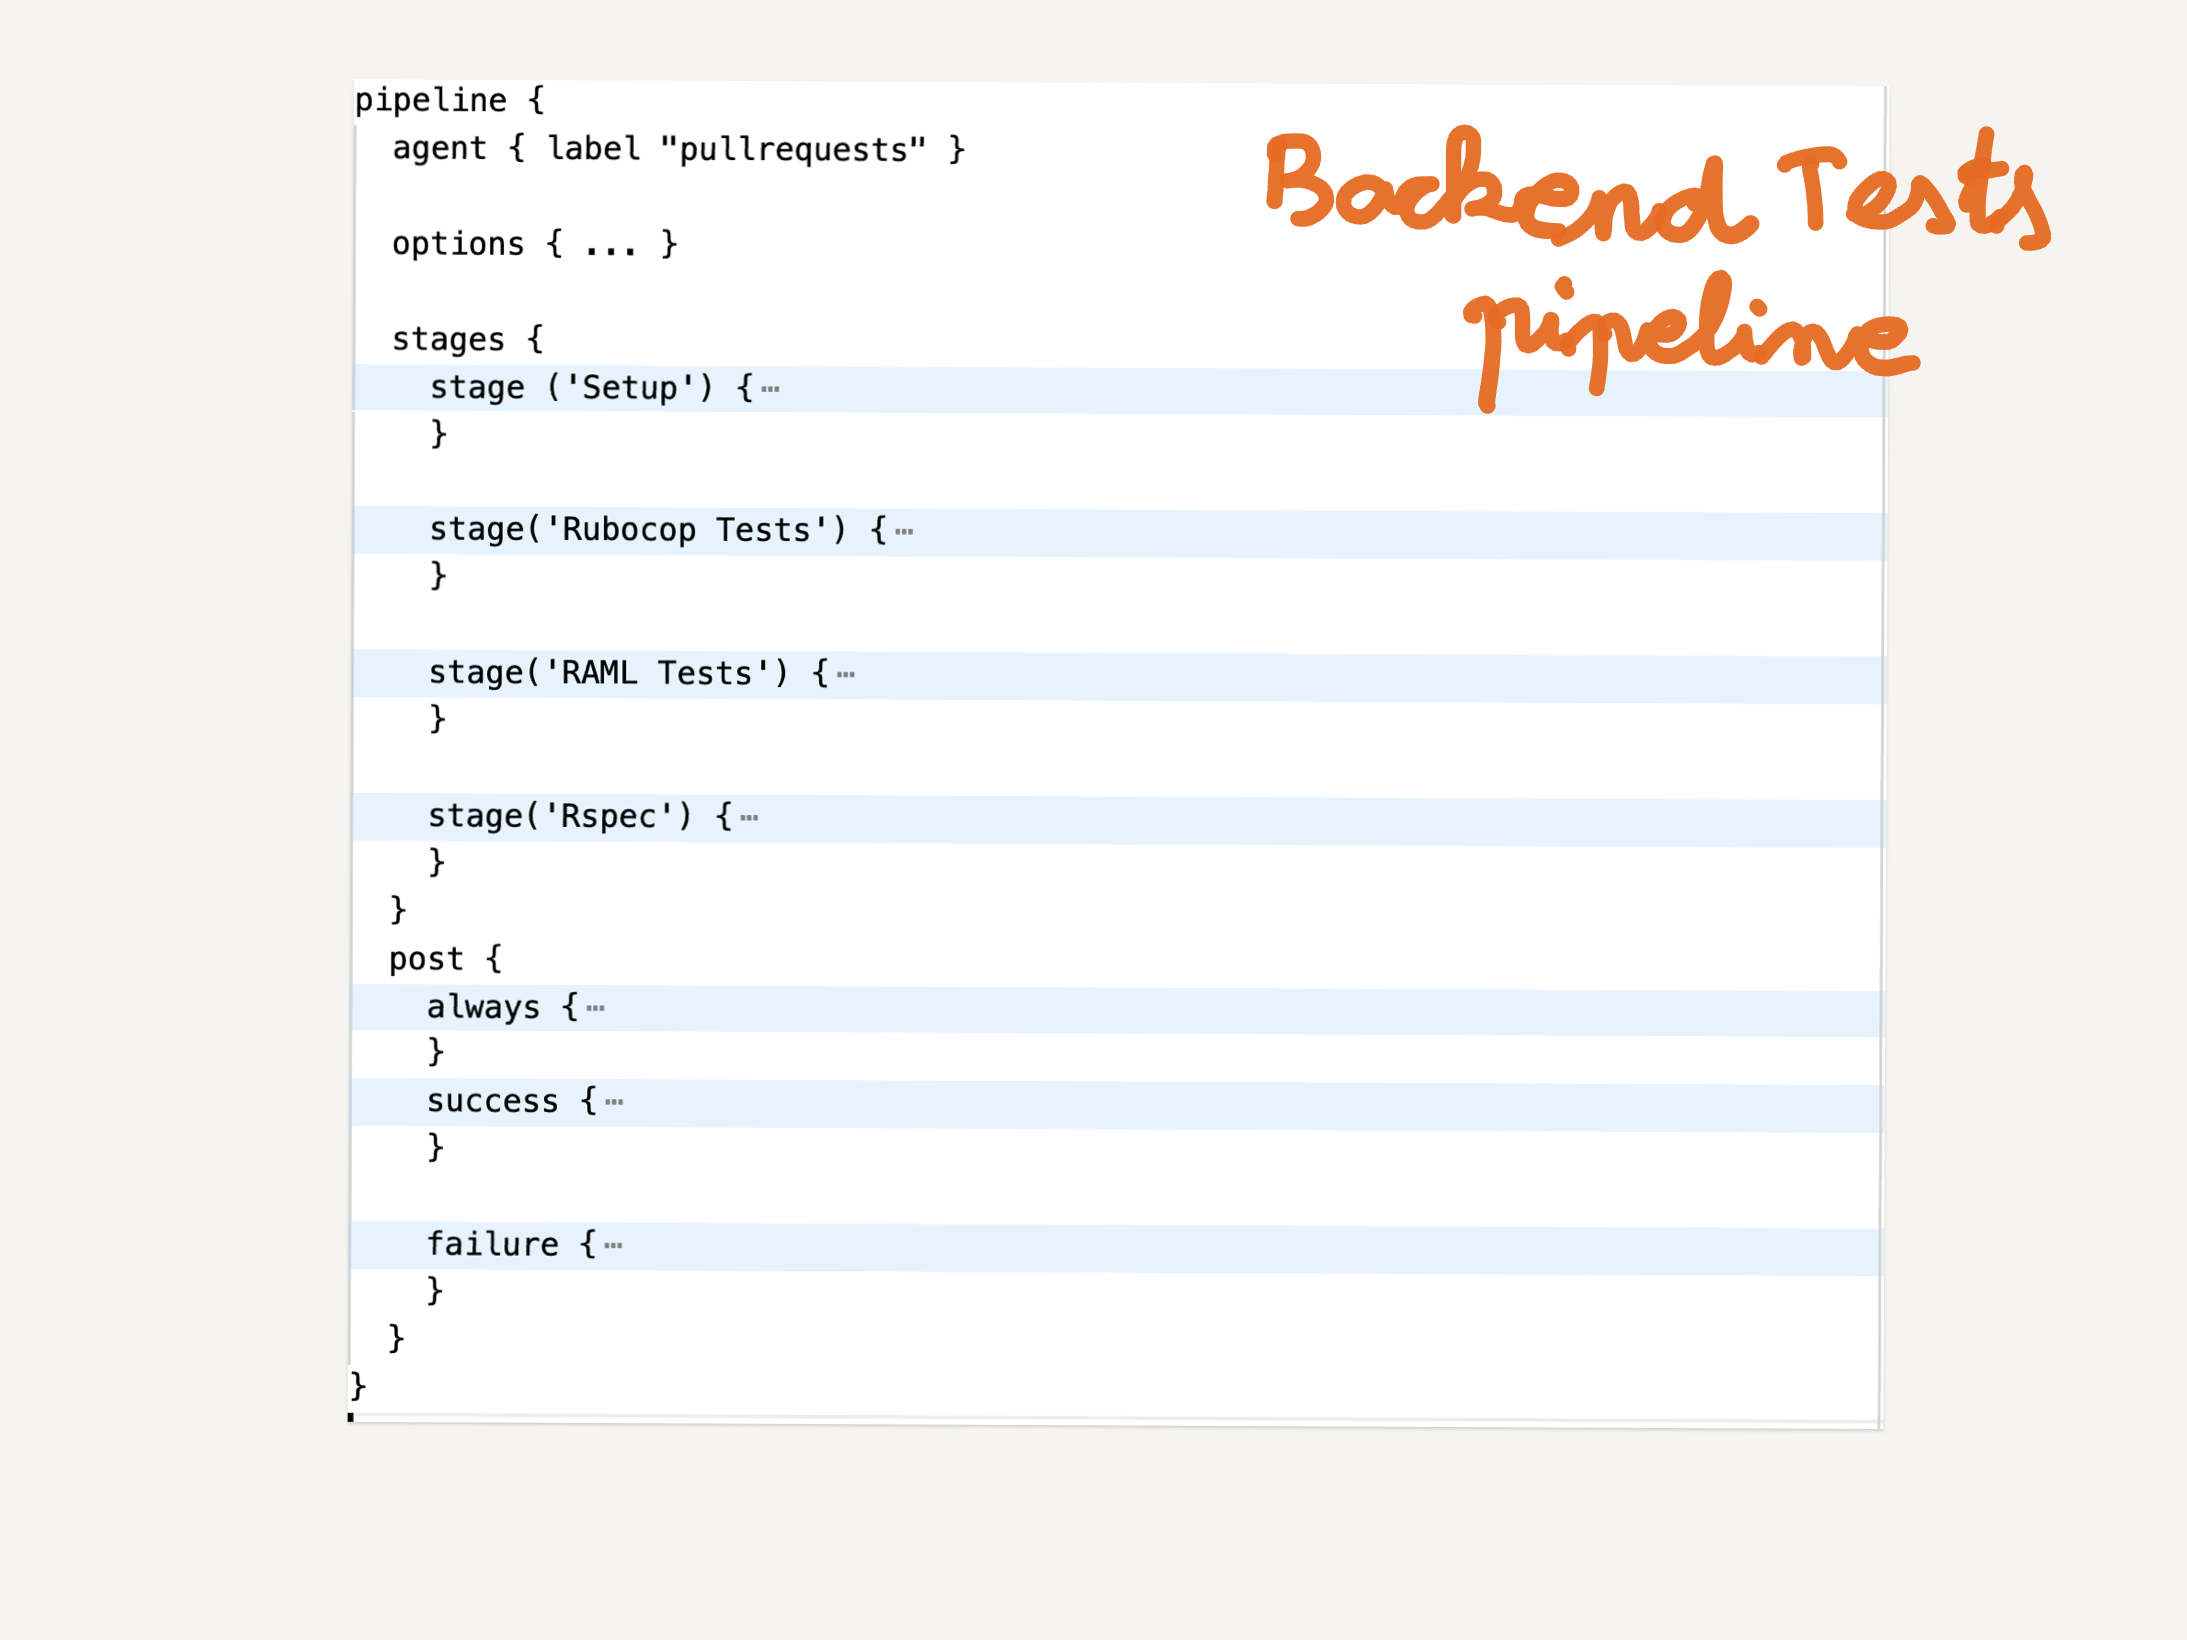 pipeline {
agent { label "pullrequests" }
Backend Tests
pipeline
options { ... }
stages {
stage ('Setup') {⋯
}
stage('Rubocop Tests') {⋯
}
stage('RAML Tests') {⋯
}
stage('Rspec') {⋯
}
}
post {
always {⋯
}
success {⋯
}
failure {⋯
}
}
}